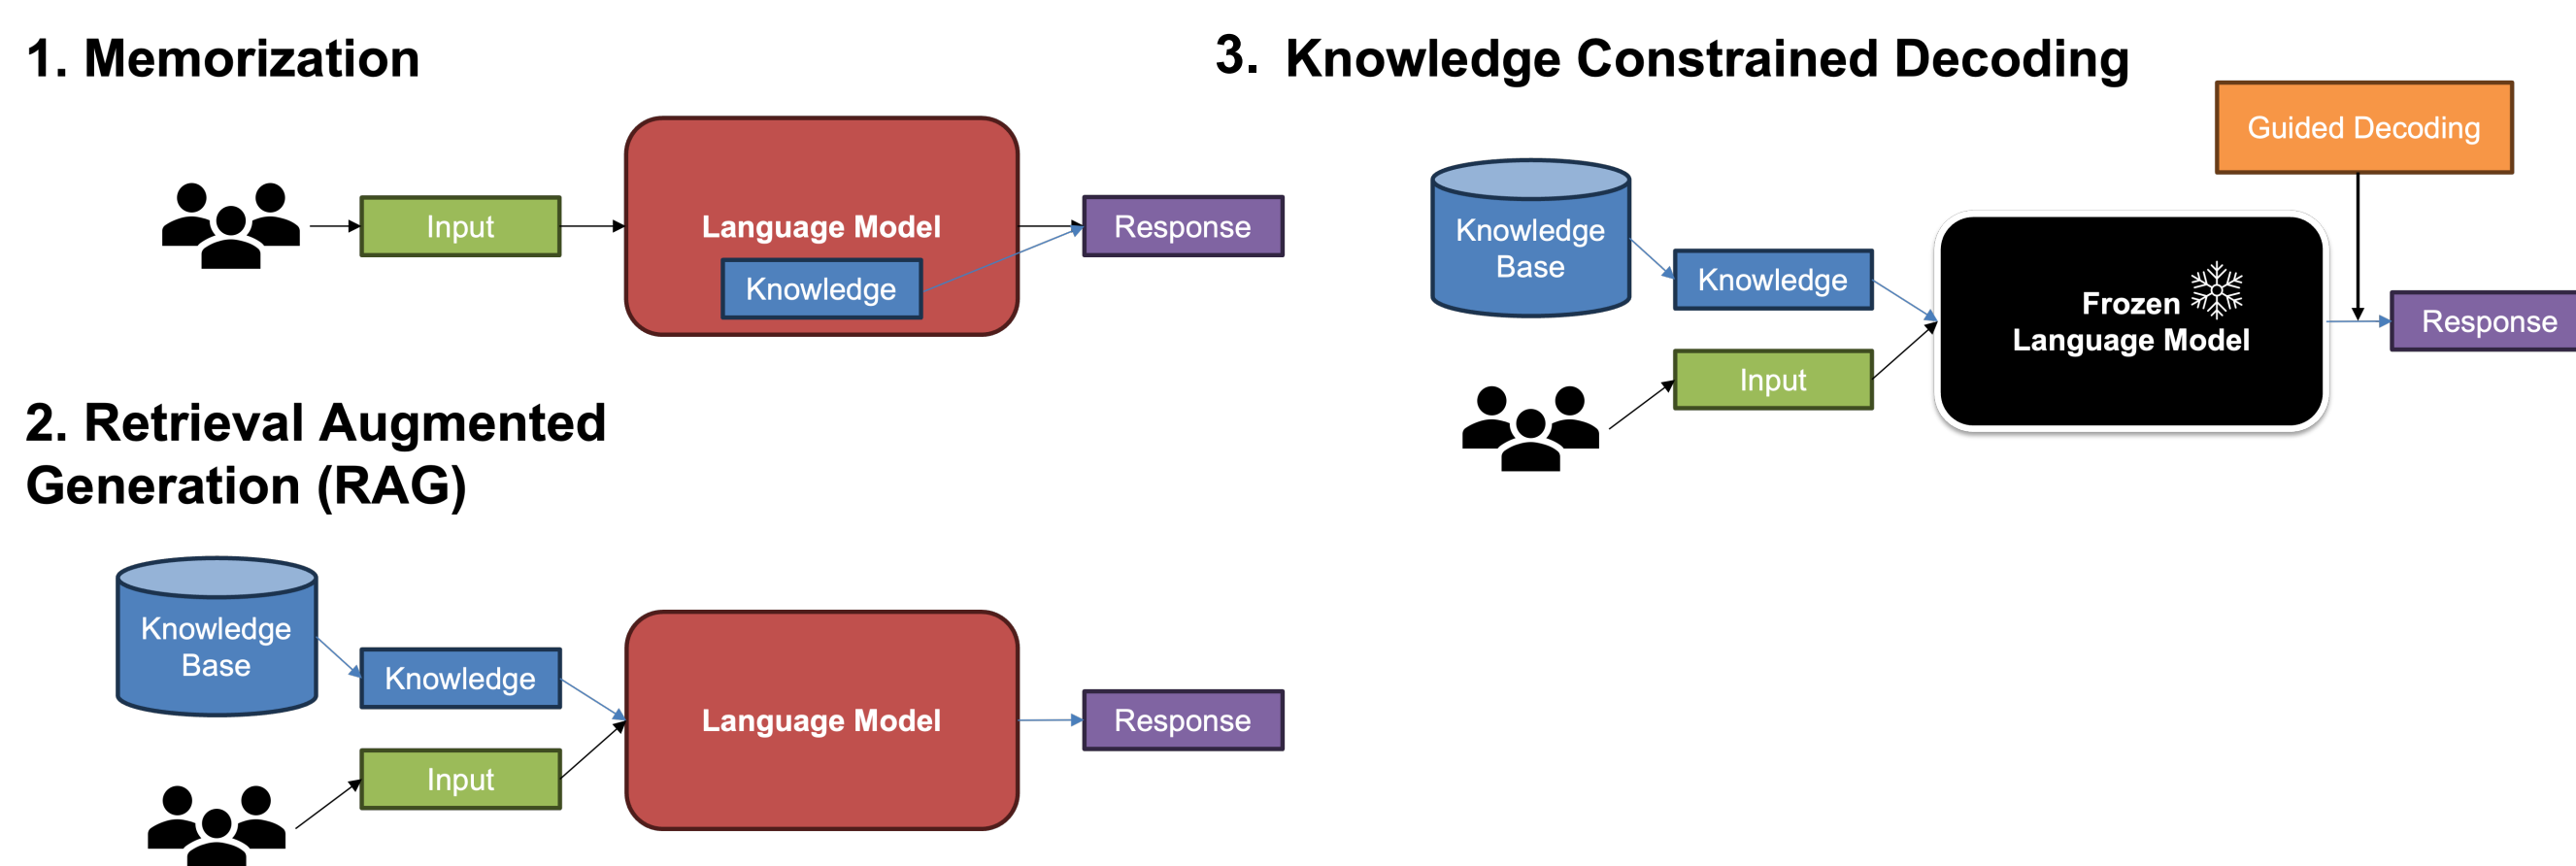 1. Memorization
Input
Language Model
Knowledge
Response
2. Retrieval Augmented
Generation (RAG)
Knowledge
Base
Knowledge
Input
Language Model
Response
3. Knowledge Constrained Decoding
Guided Decoding
Knowledge
Base
Knowledge
Input
Frozen
Language Model
Response